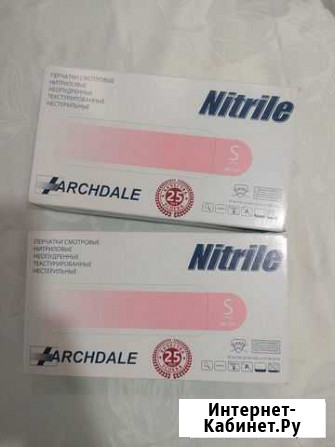 ПЕРЧАТКИ СМОТРОВЫЕ
НИТРИЛОВЫЕ
НЕОПУДРЕННЫЕ
ТЕКСТУРИРОВАННЫЕ
НЕСТЕРИЛЬНЫЕ
Nitrile
S
ARCHDALE
25
ПЕРЧАТКИ СМОТРОВЫЕ
НИТРИЛОВЫЕ
НЕОПУДРЕННЫЕ
ТЕКСТУРИРОВАННЫЕ
НЕСТЕРИЛЬНЫЕ
Nitrile
S
ARCHDALE
25
Интернет-
Кабинет.Ру